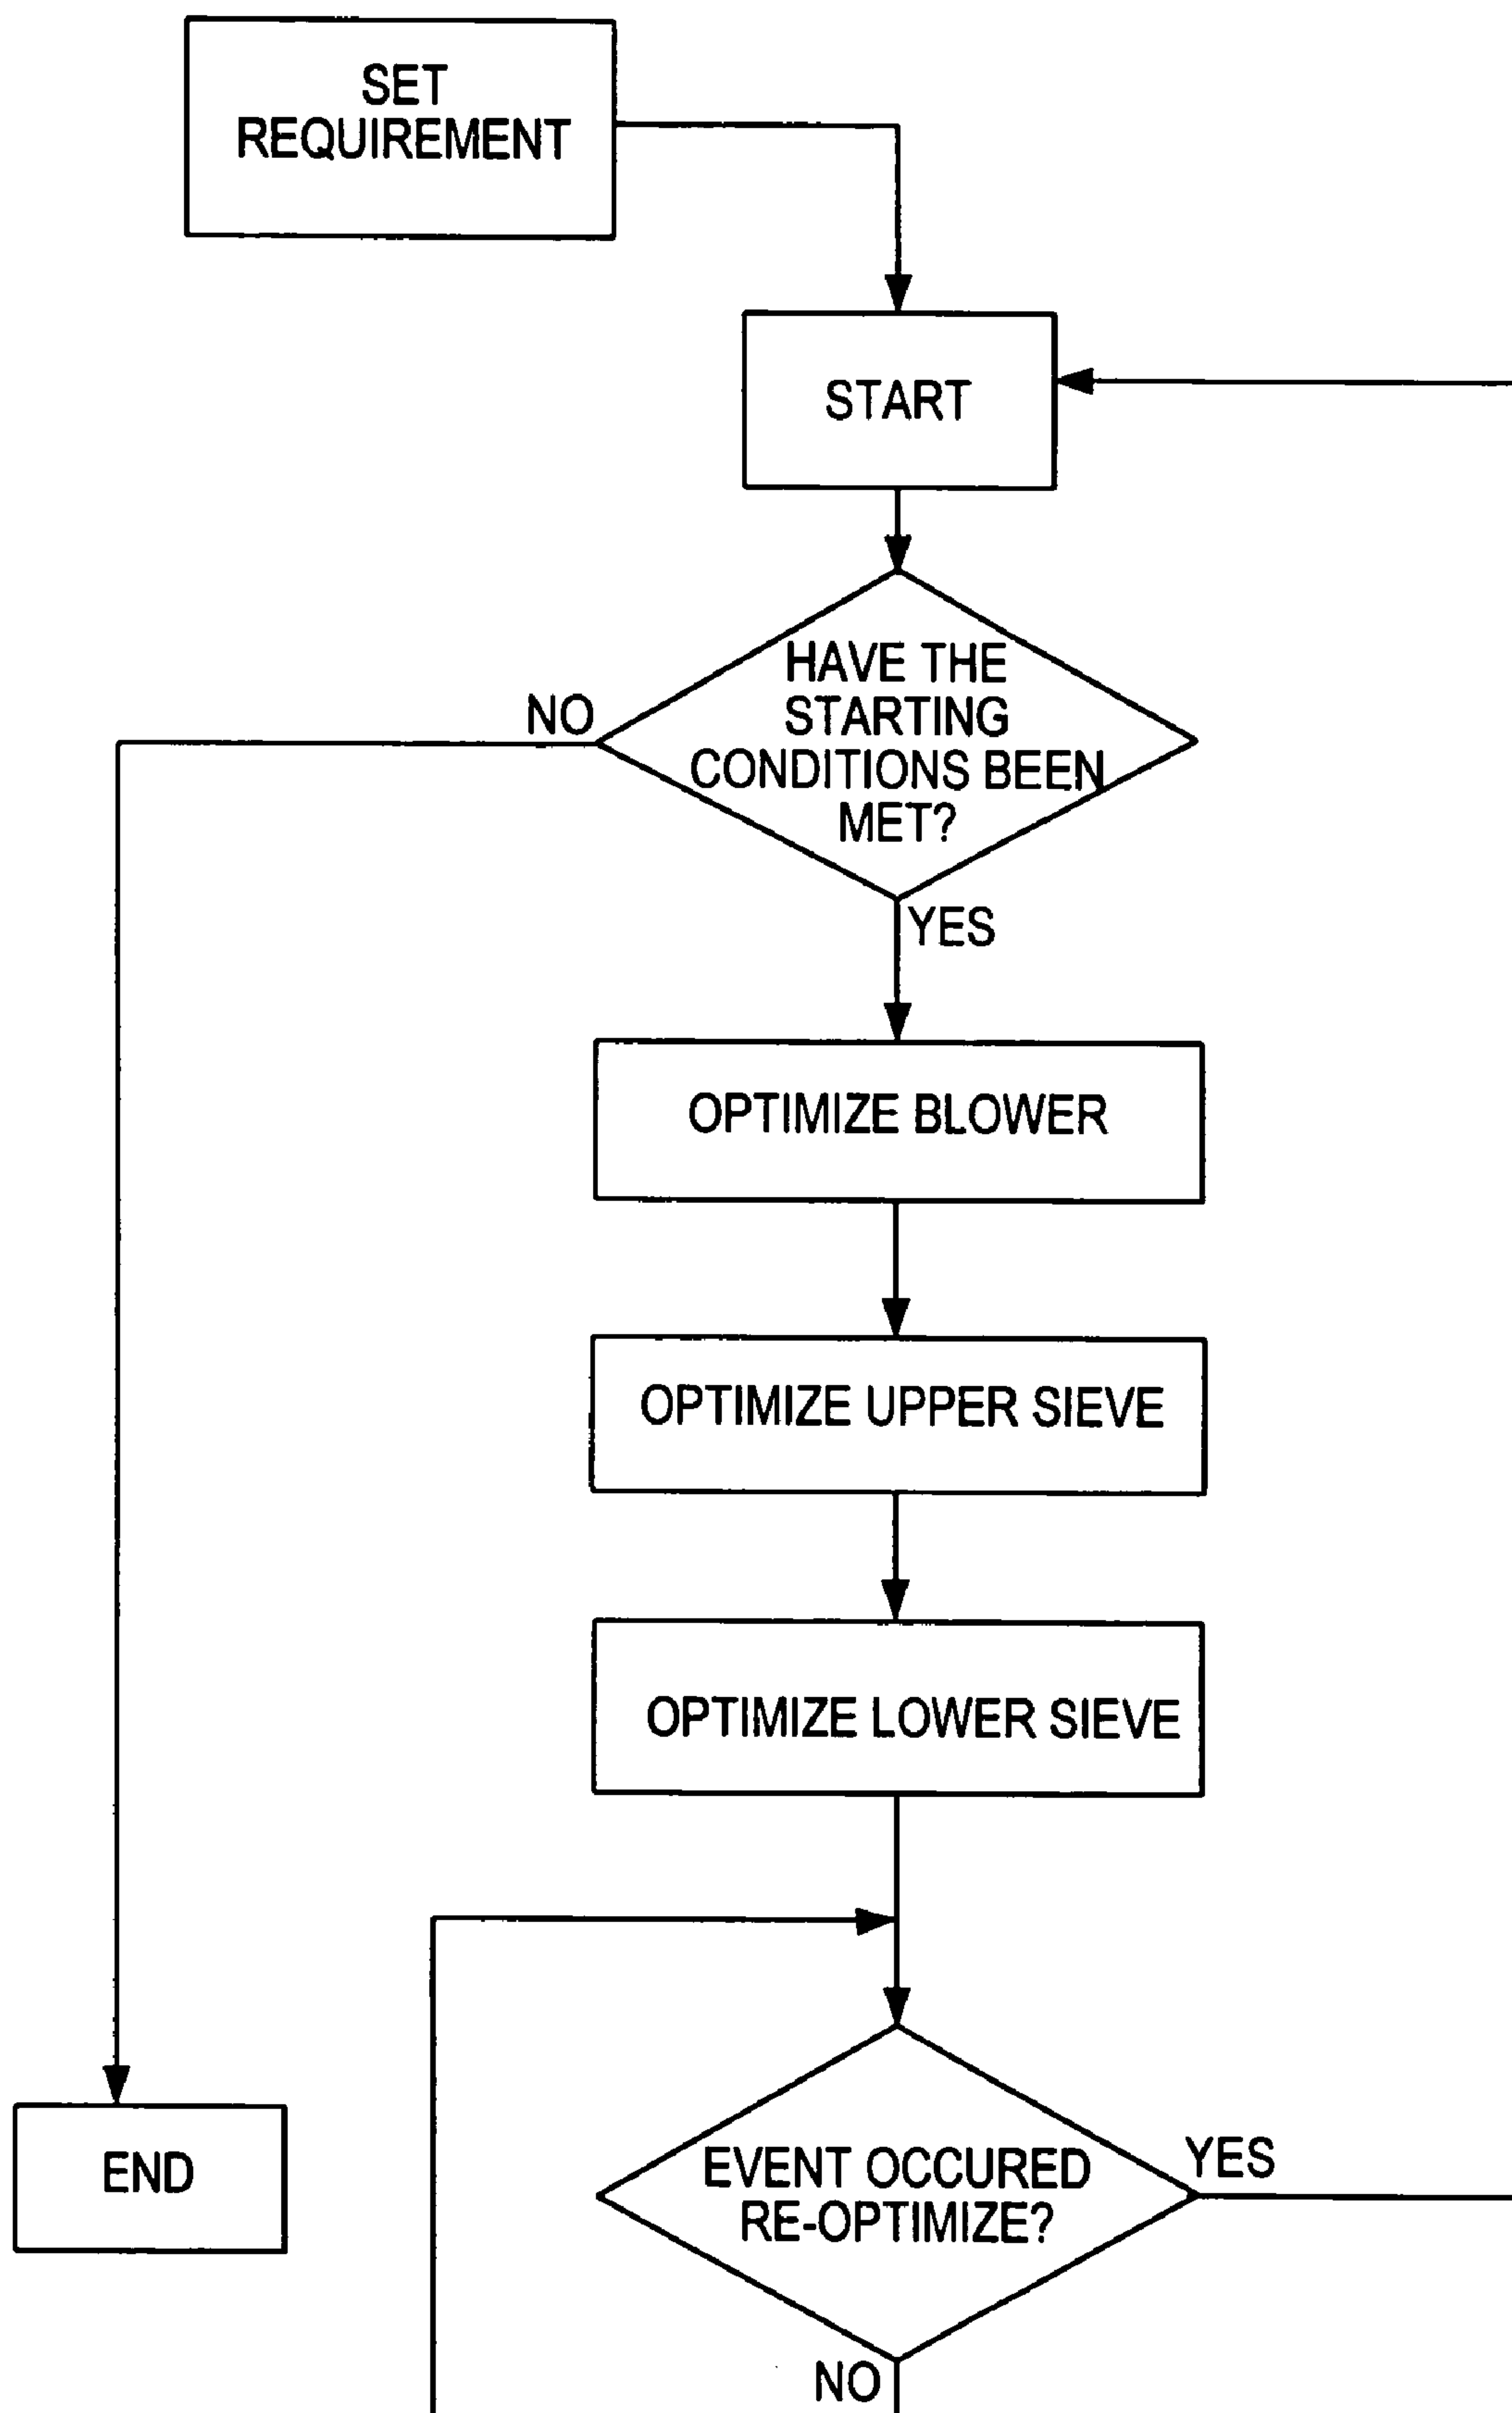 SET
REQUIREMENT
START
HAVE THE
STARTING
CONDITIONS BEEN
MET?
NO
YES
OPTIMIZE BLOWER
OPTIMIZE UPPER SIEVE
OPTIMIZE LOWER SIEVE
END
EVENT OCCURED
RE-OPTIMIZE?
YES
NO